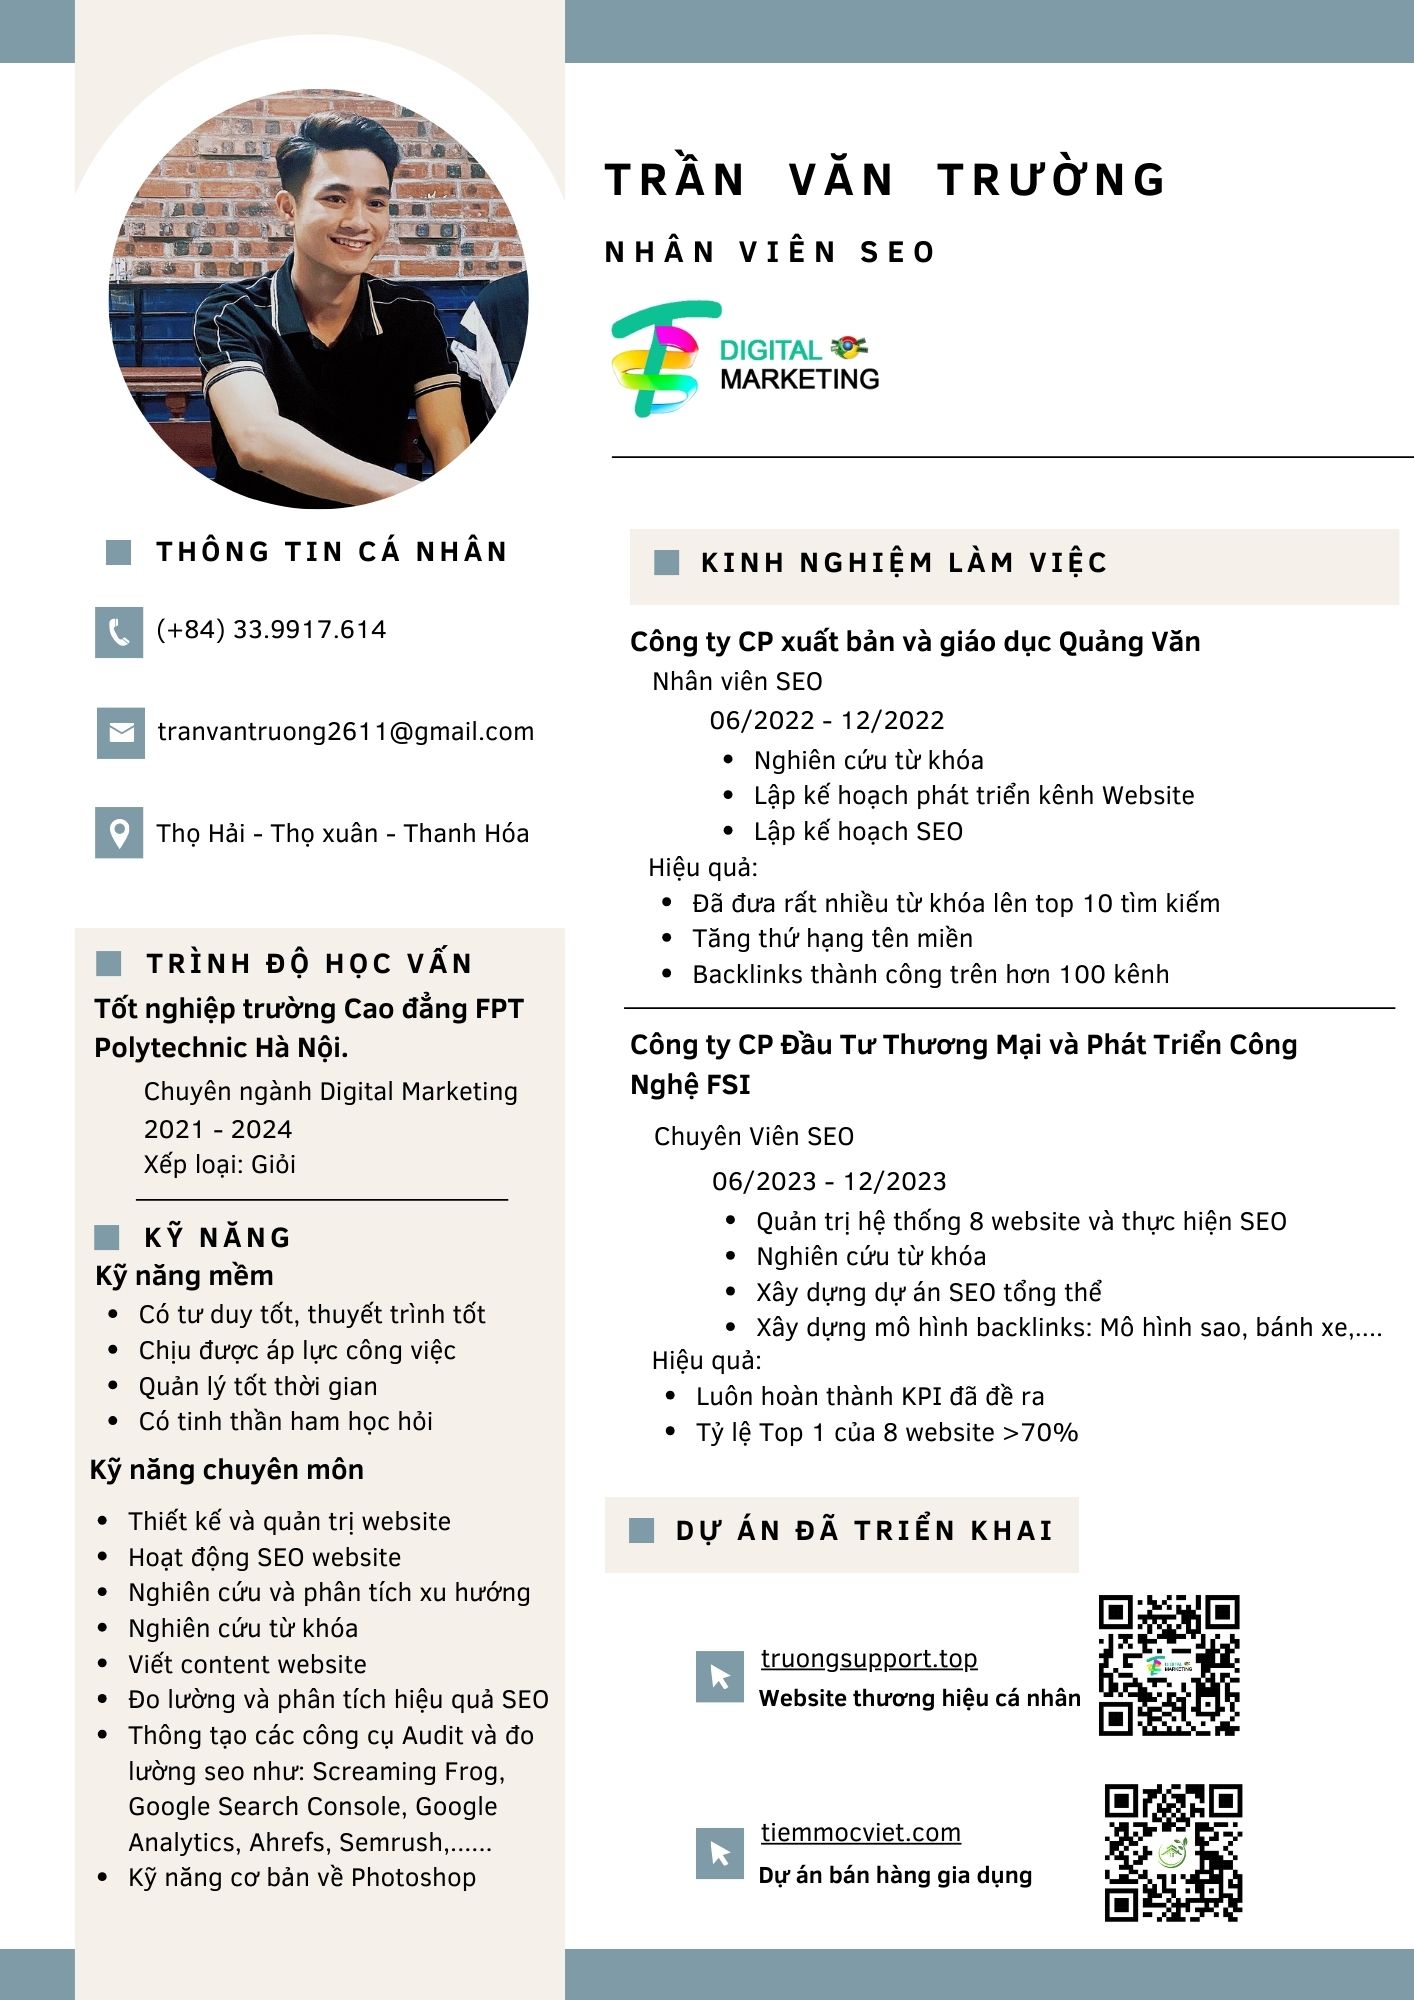 TRẦN VĂN TRƯỜNG
NHÂN VIÊN SEO
DIGITAL
MARKETING
THÔNG TIN CÁ NHÂN
(+84) 33.9917.614
tranvantruong2611@gmail.com
Thọ Hải - Thọ xuân - Thanh Hóa
TRÌNH ĐỘ HỌC VẤN
Tốt nghiệp trường Cao đẳng FPT
Polytechnic Hà Nội.
Chuyên ngành Digital Marketing
2021 - 2024
Xếp loại: Giỏi
KỸ NĂNG
Kỹ năng mềm
• Có tư duy tốt, thuyết trình tốt
• Chịu được áp lực công việc
• Quản lý tốt thời gian
• Có tinh thần ham học hỏi
Kỹ năng chuyên môn
• Thiết kế và quản trị website
• Hoạt động SEO website
• Nghiên cứu và phân tích xu hướng
• Nghiên cứu từ khóa
• Viết content website
• Đo lường và phân tích hiệu quả SEO
• Thông tạo các công cụ Audit và đo
lường seo như: Screaming Frog,
Google Search Console, Google
Analytics, Ahrefs, Semrush,......
• Kỹ năng cơ bản về Photoshop
KINH NGHIỆM LÀM VIỆC
Công ty CP xuất bản và giáo dục Quảng Văn
Nhân viên SEO
06/2022 - 12/2022
• Nghiên cứu từ khóa
• Lập kế hoạch phát triển kênh Website
• Lập kế hoạch SEO
Hiệu quả:
• Đã đưa rất nhiều từ khóa lên top 10 tìm kiếm
• Tăng thứ hạng tên miền
• Backlinks thành công trên hơn 100 kênh
Công ty CP Đầu Tư Thương Mại và Phát Triển Công
Nghệ FSI
Chuyên Viên SEO
06/2023 - 12/2023
• Quản trị hệ thống 8 website và thực hiện SEO
• Nghiên cứu từ khóa
• Xây dựng dự án SEO tổng thể
• Xây dựng mô hình backlinks: Mô hình sao, bánh xe,....
Hiệu quả:
• Luôn hoàn thành KPI đã đề ra
• Tỷ lệ Top 1 của 8 website >70%
DỰ ÁN ĐÃ TRIỂN KHAI
truongsupport.top
Website thương hiệu cá nhân
DIGITAL
MARKETING
tiemmocviet.com
Dự án bán hàng gia dụng